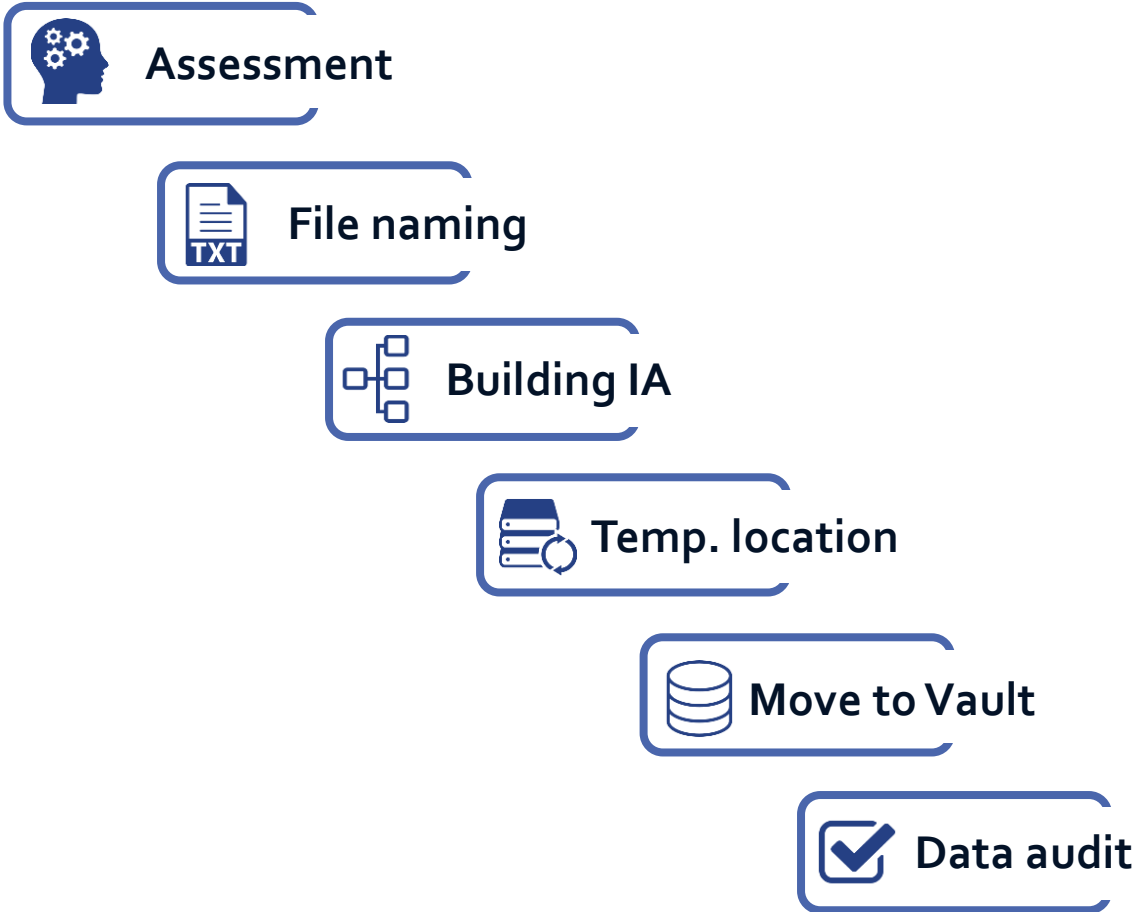 Assessment
TXT
File naming
Building IA
Temp. location
Move to Vault
Data audit